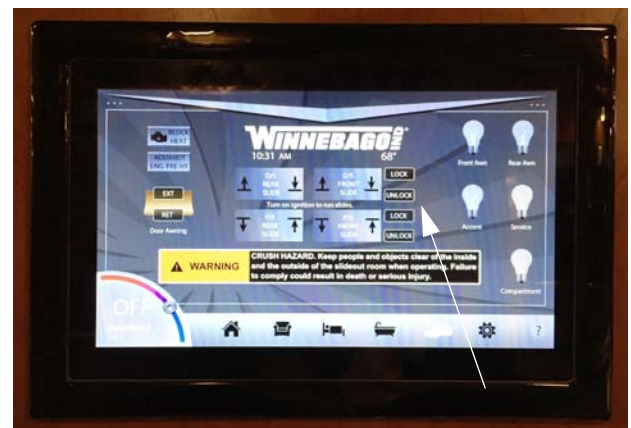 WINNEBAGO IND
10:31 AM 68°
BLOCK HEAT
ENG PRE-HT
EXT
RET
Door Awning
D/S REAR SLIDE
D/S FRONT SLIDE
LOCK
UNLOCK
Turn on ignition to run slides.
P/S REAR SLIDE
P/S FRONT SLIDE
LOCK
UNLOCK
Front Awn
Rear Awn
Accent
Service
Compartment
WARNING
CRUSH HAZARD. Keep people and objects clear of the inside
and the outside of the slideout room when operating. Failure
to comply could result in death or serious injury.
OFF
?